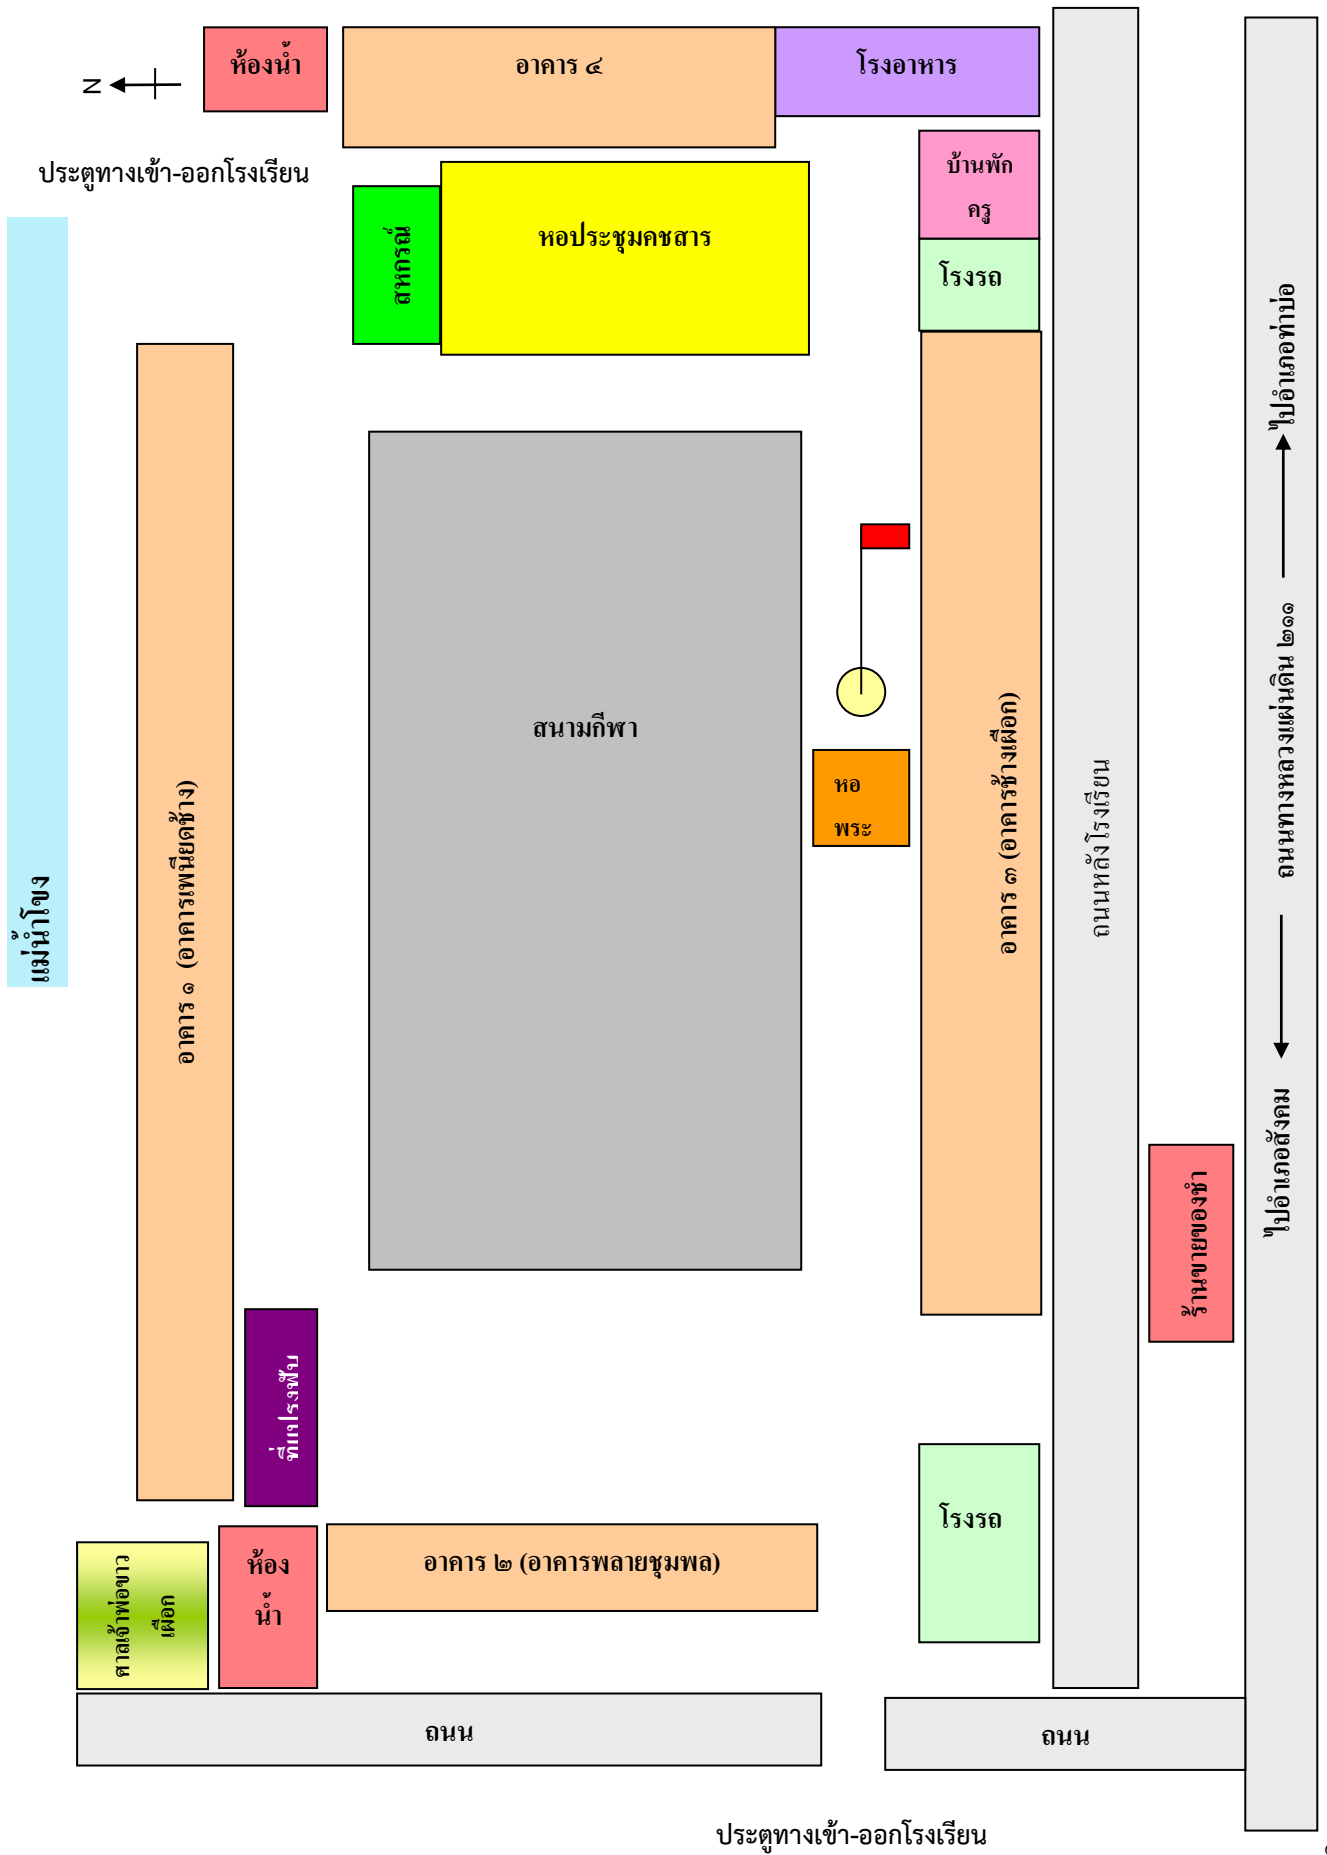 ห้องน้ำ
อาคาร ๔
โรงอาหาร
N
ประตูทางเข้า-ออกโรงเรียน
บ้านพัก
ครู
สหกรณ์
หอประชุมคชสาร
โรงรถ
ไปอำเภอท่าบ่อ
ถนนทางหลวงแผ่นดิน ๒๑๑
ไปอำเภอสังคม
แม่น้ำโขง
อาคาร ๑ (อาคารเพนียดช้าง)
สนามกีฬา
หอ
พระ
อาคาร ๓ (อาคารช้างเผือก)
ถนนหลังโรงเรียน
ร้านขายของชำ
ที่แปรงฟัน
โรงรถ
ศาลเจ้าพ่อขาว
เผือก
ห้อง
น้ำ
อาคาร ๒ (อาคารพลายชุมพล)
ถนน
ถนน
ประตูทางเข้า-ออกโรงเรียน